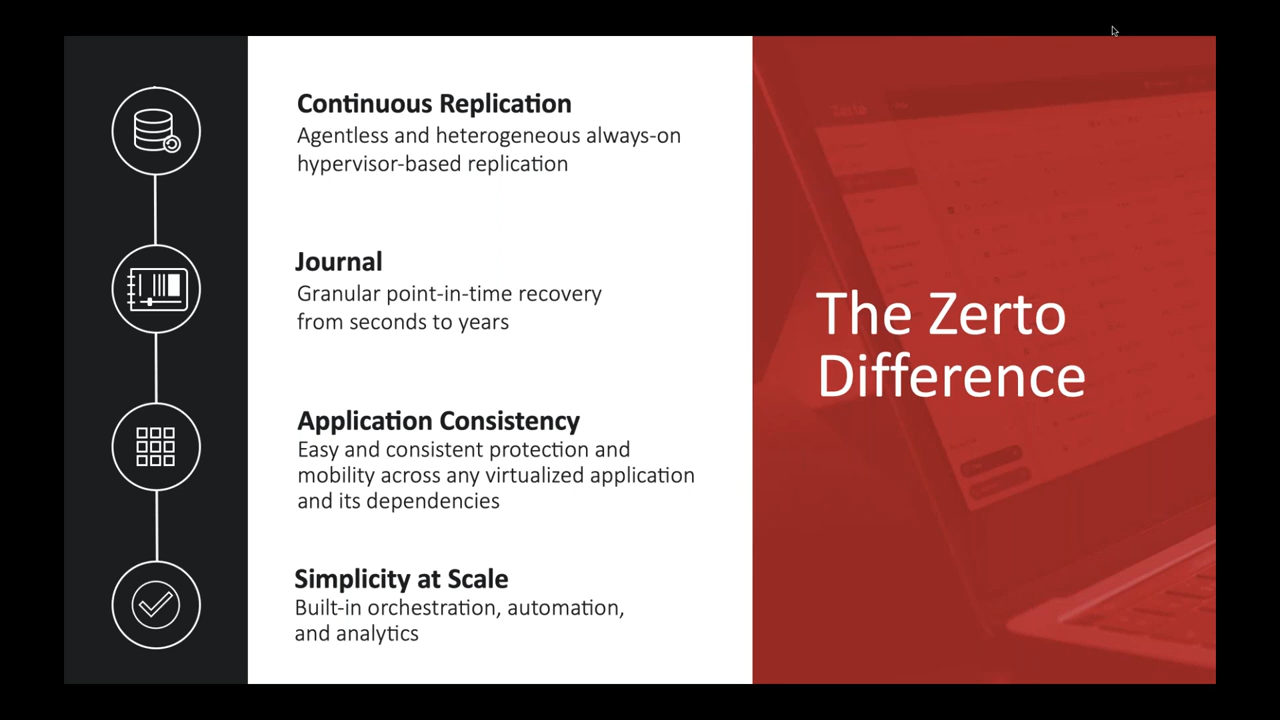 Continuous Replication
Agentless and heterogeneous always-on
hypervisor-based replication
Journal
Granular point-in-time recovery
from seconds to years
Application Consistency
Easy and consistent protection and
mobility across any virtualized application
and its dependencies
Simplicity at Scale
Built-in orchestration, automation,
and analytics
Zerto
The Zerto
Difference